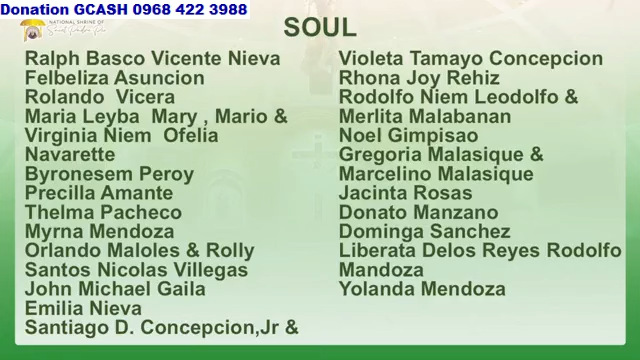 Donation GCASH 0968 422 3988
NATIONAL SHRINE OF
SOUL
Ralph Basco Vicente Nieva
Felbeliza Asuncion
Rolando  Vicera
Maria Leyba  Mary , Mario &
Virginia Niem  Ofelia
Navarette
Byronesem Peroy
Precilla Amante
Thelma Pacheco
Myrna Mendoza
Orlando Maloles & Rolly
Santos Nicolas Villegas
John Michael Gaila
Emilia Nieva
Santiago D. Concepcion,Jr &
Violeta Tamayo Concepcion
Rhona Joy Rehiz
Rodolfo Niem Leodolfo &
Merlita Malabanan
Noel Gimpisao
Gregoria Malasique &
Marcelino Malasique
Jacinta Rosas
Donato Manzano
Dominga Sanchez
Liberata Delos Reyes Rodolfo
Mandoza
Yolanda Mendoza